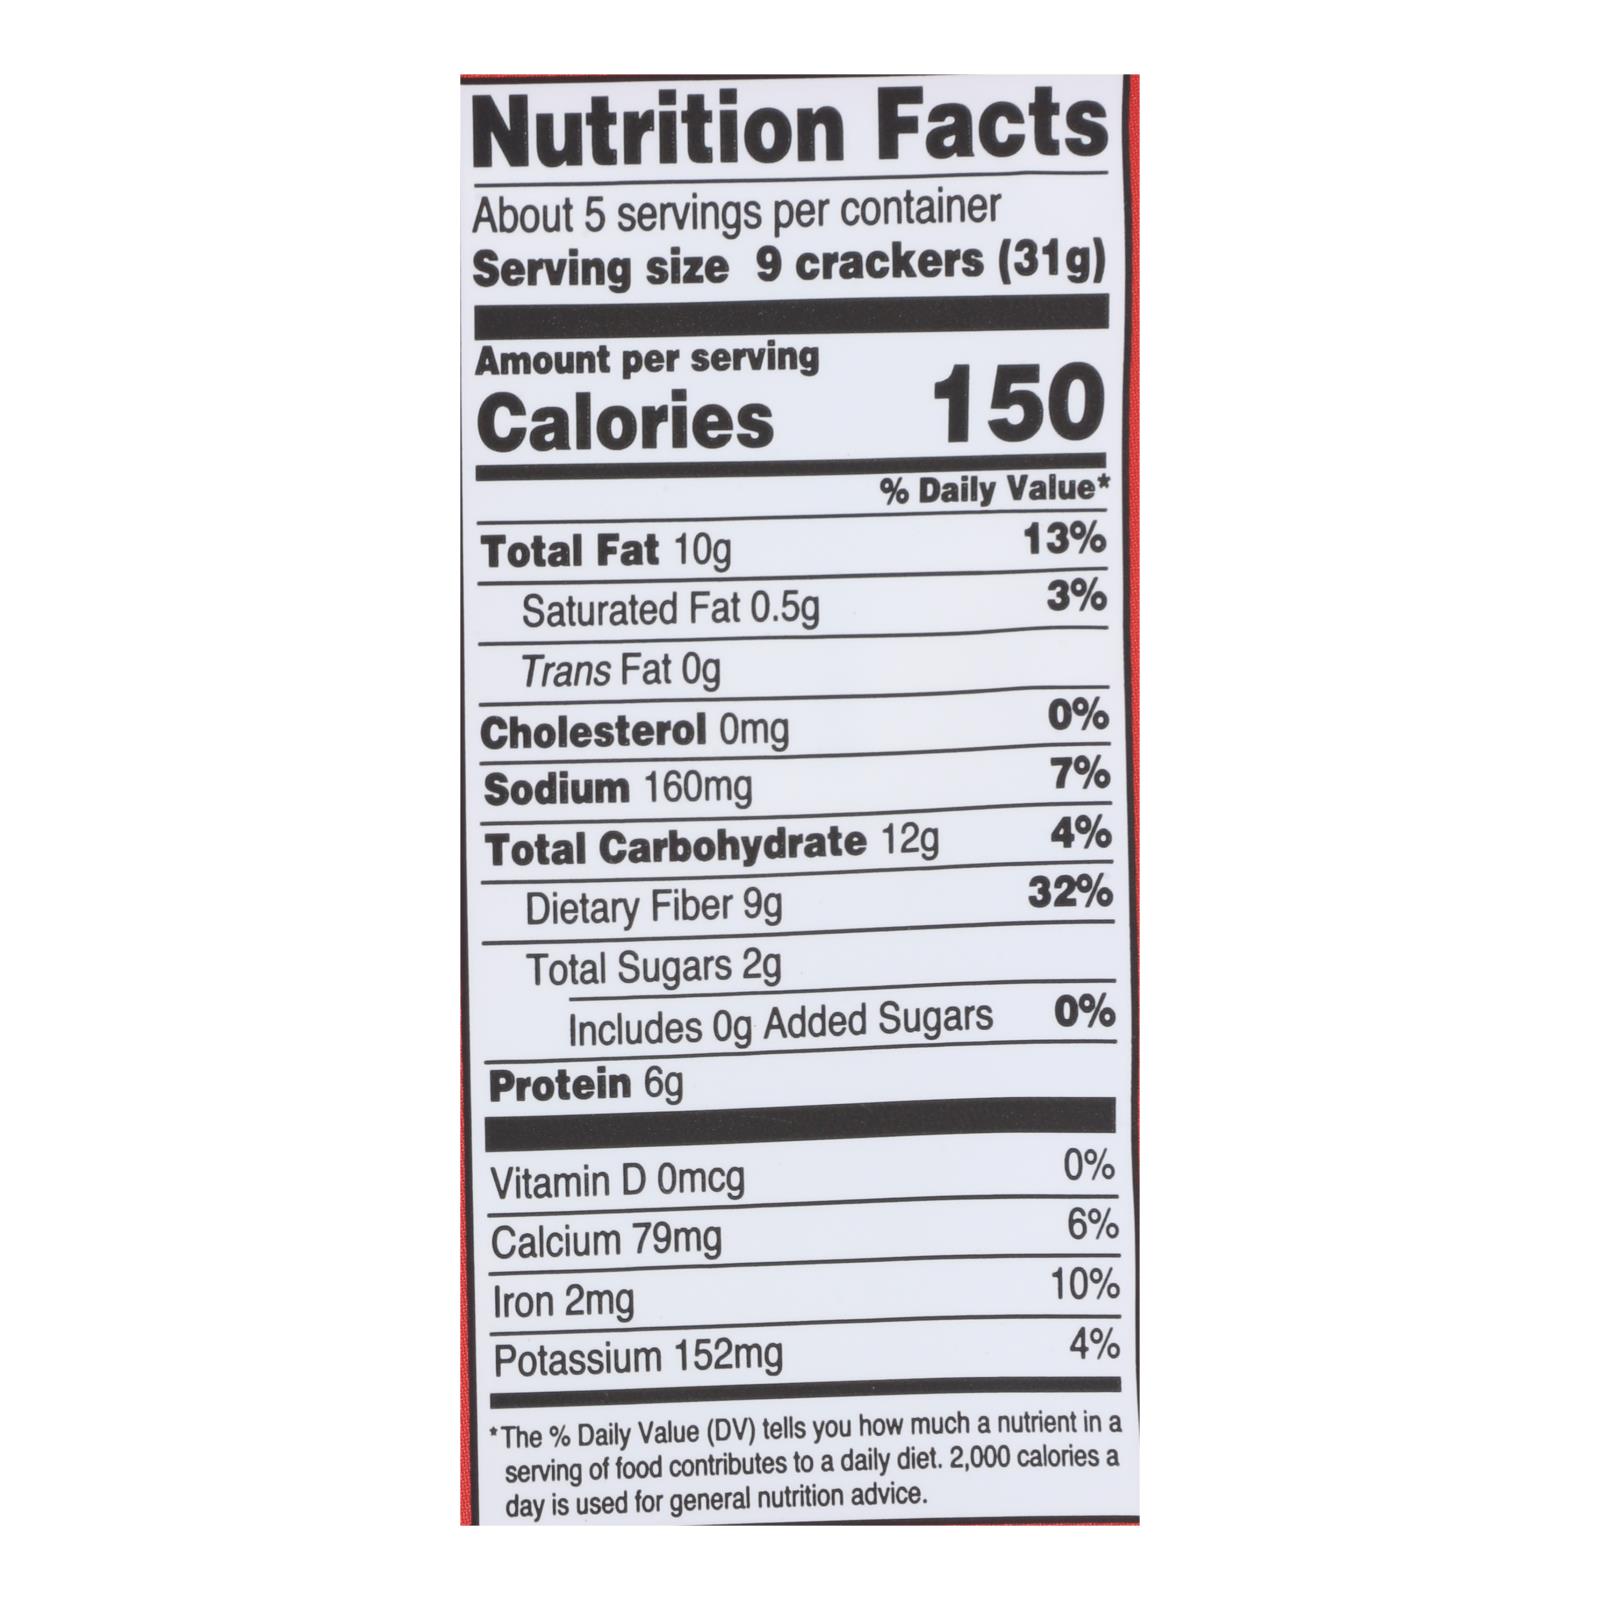 Nutrition Facts
About 5 servings per container
Serving size 9 crackers (31g)
Amount per serving
Calories 150
% Daily Value*
Total Fat 10g 13%
Saturated Fat 0.5g 3%
Trans Fat 0g
Cholesterol 0mg 0%
Sodium 160mg 7%
Total Carbohydrate 12g 4%
Dietary Fiber 9g 32%
Total Sugars 2g
Includes 0g Added Sugars 0%
Protein 6g
Vitamin D 0mcg 0%
Calcium 79mg 6%
Iron 2mg 10%
Potassium 152mg 4%
*The % Daily Value (DV) tells you how much a nutrient in a
serving of food contributes to a daily diet. 2,000 calories a
day is used for general nutrition advice.